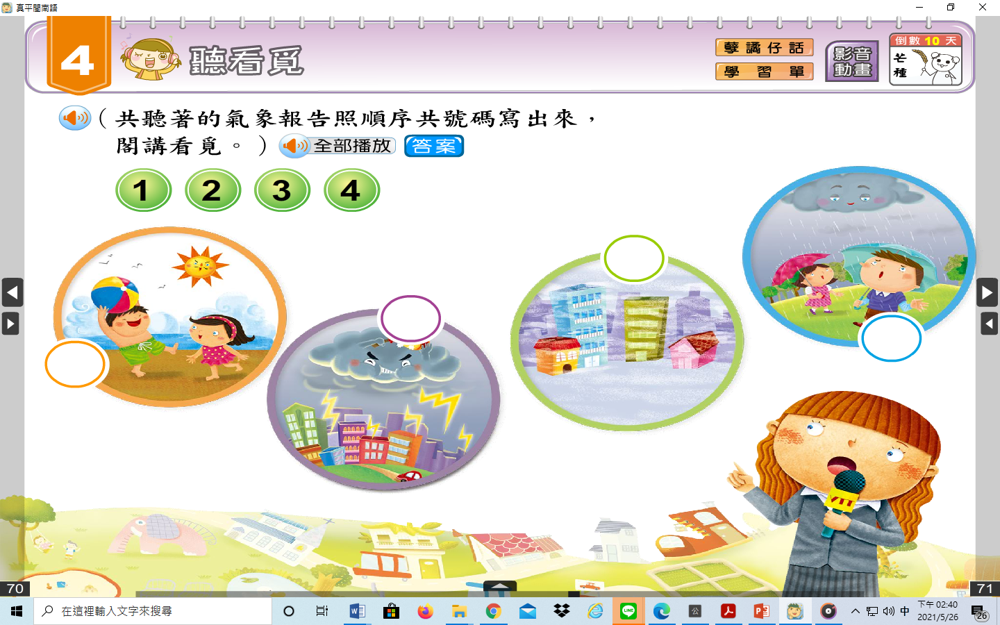 真平閩南語
4
聽看覓
孽譎仔話
學習單
影音
動畫
倒數 10 天
芒種
(共聽著的氣象報告照順序共號碼寫出來，
閣講看覓。) 全部播放 答案
1 2 3 4
70
71
在這裡輸入文字來搜尋
中
下午 02:40
2021/5/26
26